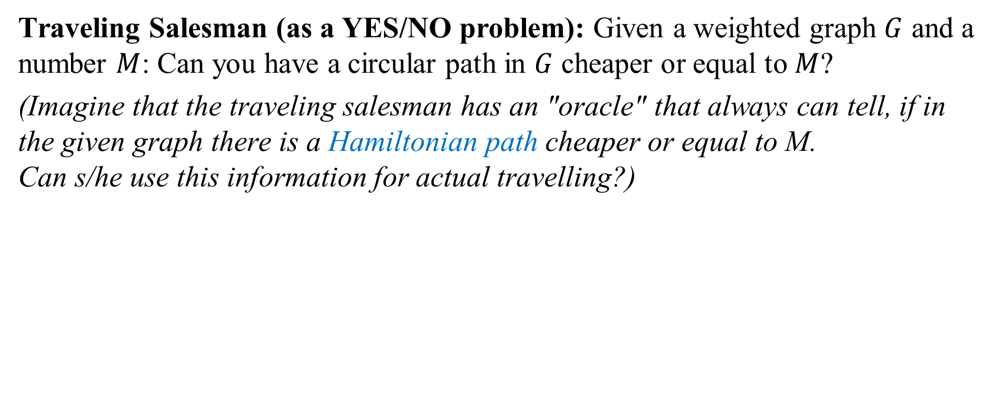 Traveling Salesman (as a YES/NO problem): Given a weighted graph G and a
number M: Can you have a circular path in G cheaper or equal to M?
(Imagine that the traveling salesman has an "oracle" that always can tell, if in
the given graph there is a Hamiltonian path cheaper or equal to M.
Can s/he use this information for actual travelling?)